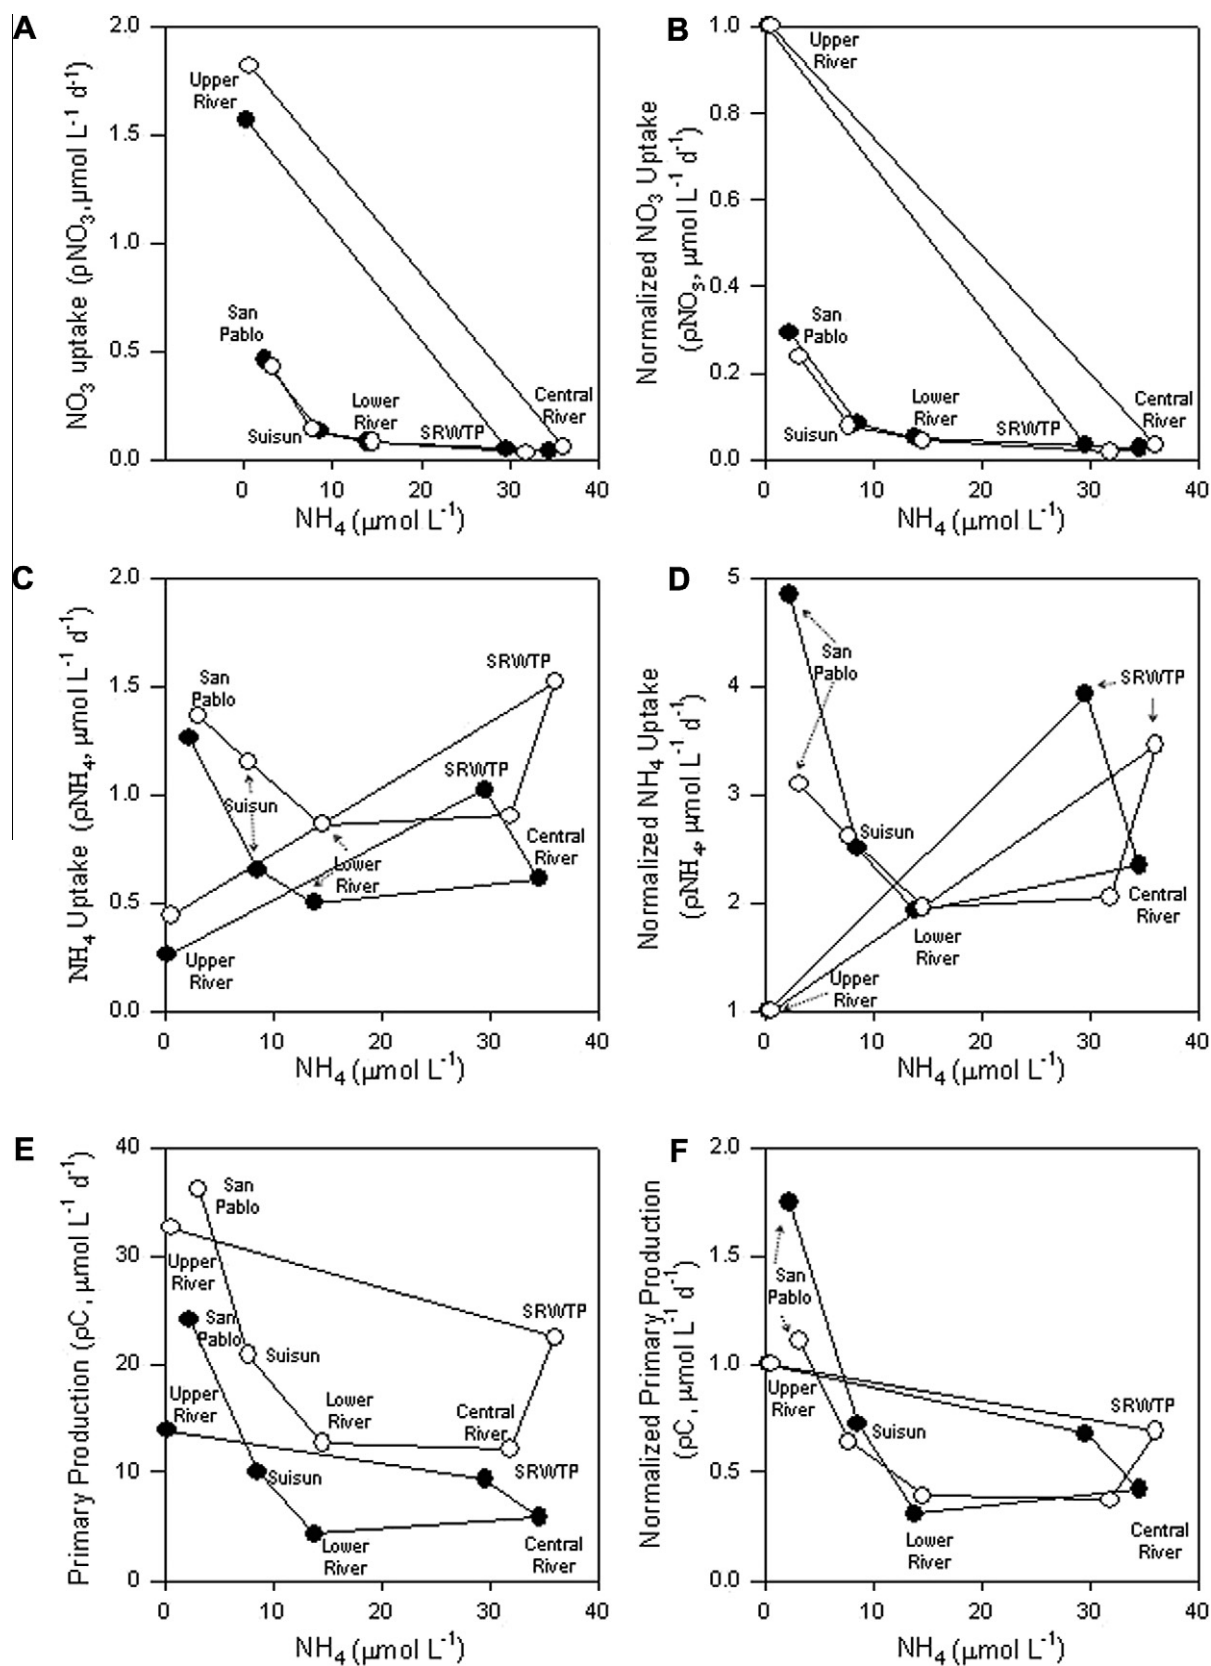 A
NO3 uptake (ρNO3,μmol L-1 d-1)
2.0
1.5
1.0
0.5
0.0
Upper
River
San
Pablo
Suisun
Lower
River
SRWTP
Central
River
0 10 20 30 40
NH4 (μmol L-1)
B
Normalized NO3 Uptake
(ρNO3, μmol L-1 d-1)
1.0
0.8
0.6
0.4
0.2
0.0
Upper
River
San
Pablo
Suisun
Lower
River
SRWTP
Central
River
0 10 20 30 40
NH4 (μmol L-1)
C
NH4 Uptake (ρNH4, μmol L-1 d-1)
2.0
1.5
1.0
0.5
0.0
San
Pablo
SRWTP
SRWTP
Suisun
Central
River
Lower
River
Upper
River
0 10 20 30 40
NH4 (μmol L-1)
D
Normalized NH4 Uptake
(ρNH4, μmol L-1 d-1)
5
4
3
2
1
San
Pablo
SRWTP
Suisun
Central
River
Lower
River
Upper
River
0 10 20 30 40
NH4 (μmol L-1)
E
Primary Production (ρC, μmol L-1 d-1)
40
30
20
10
0
San
Pablo
Upper
River
San
Pablo
SRWTP
Suisun
Upper
River
Lower
River
Central
River
SRWTP
Suisun
Lower
River
Central
River
0 10 20 30 40
NH4 (μmol L-1)
F
Normalized Primary Production
(ρC, μmol L-1 d-1)
2.0
1.5
1.0
0.5
0.0
San
Pablo
Upper
River
SRWTP
Suisun
Lower
River
Central
River
0 10 20 30 40
NH4 (μmol L-1)